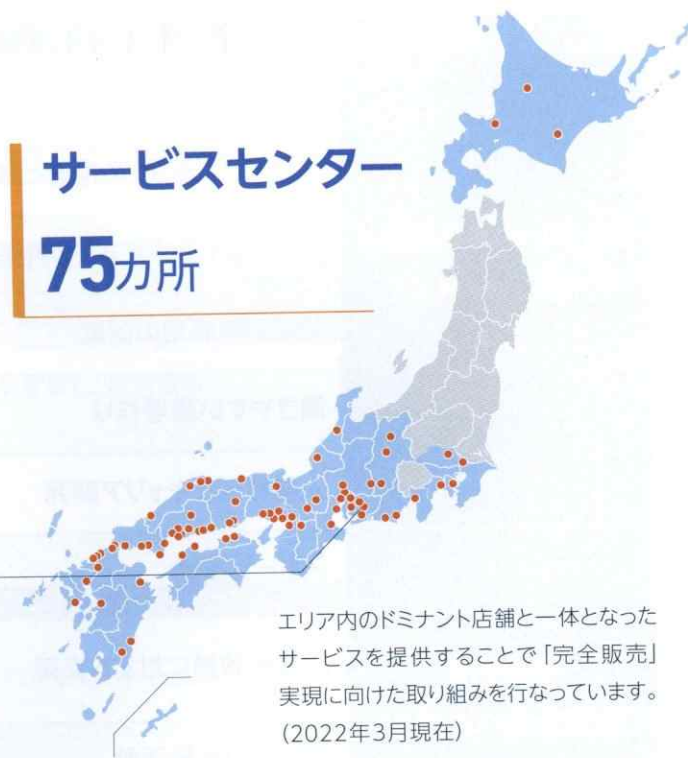 サービスセンター
75カ所
エリア内のドミナント店舗と一体となった
サービスを提供することで「完全販売」
実現に向けた取り組みを行なっています。
(2022年3月現在)